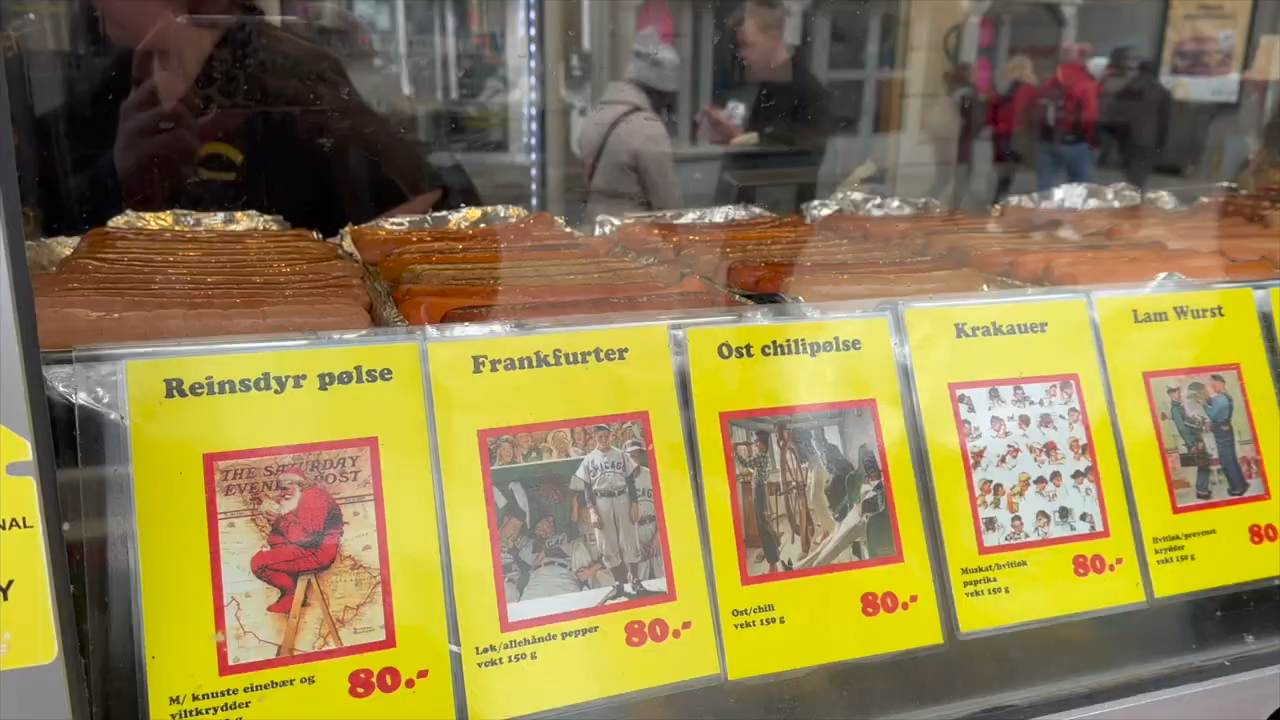 Reinsdyr pølse
THE SATURDAY
EVENING POST
M/ knuste einebær og
viltkrydder
g
80.-
Frankfurter
CHICAGO
CAGO
Løk/allehånde pepper
vekt 150 g
80.-
Ost chilipølse
Ost/chili
vekt 150 g
80.-
Krakauer
Muskat/hvitløk
paprika
vekt 150 g
80.-
Lam Wurst
Hvitløk/provence
krydder
vekt 150 g
80
NAL
Y